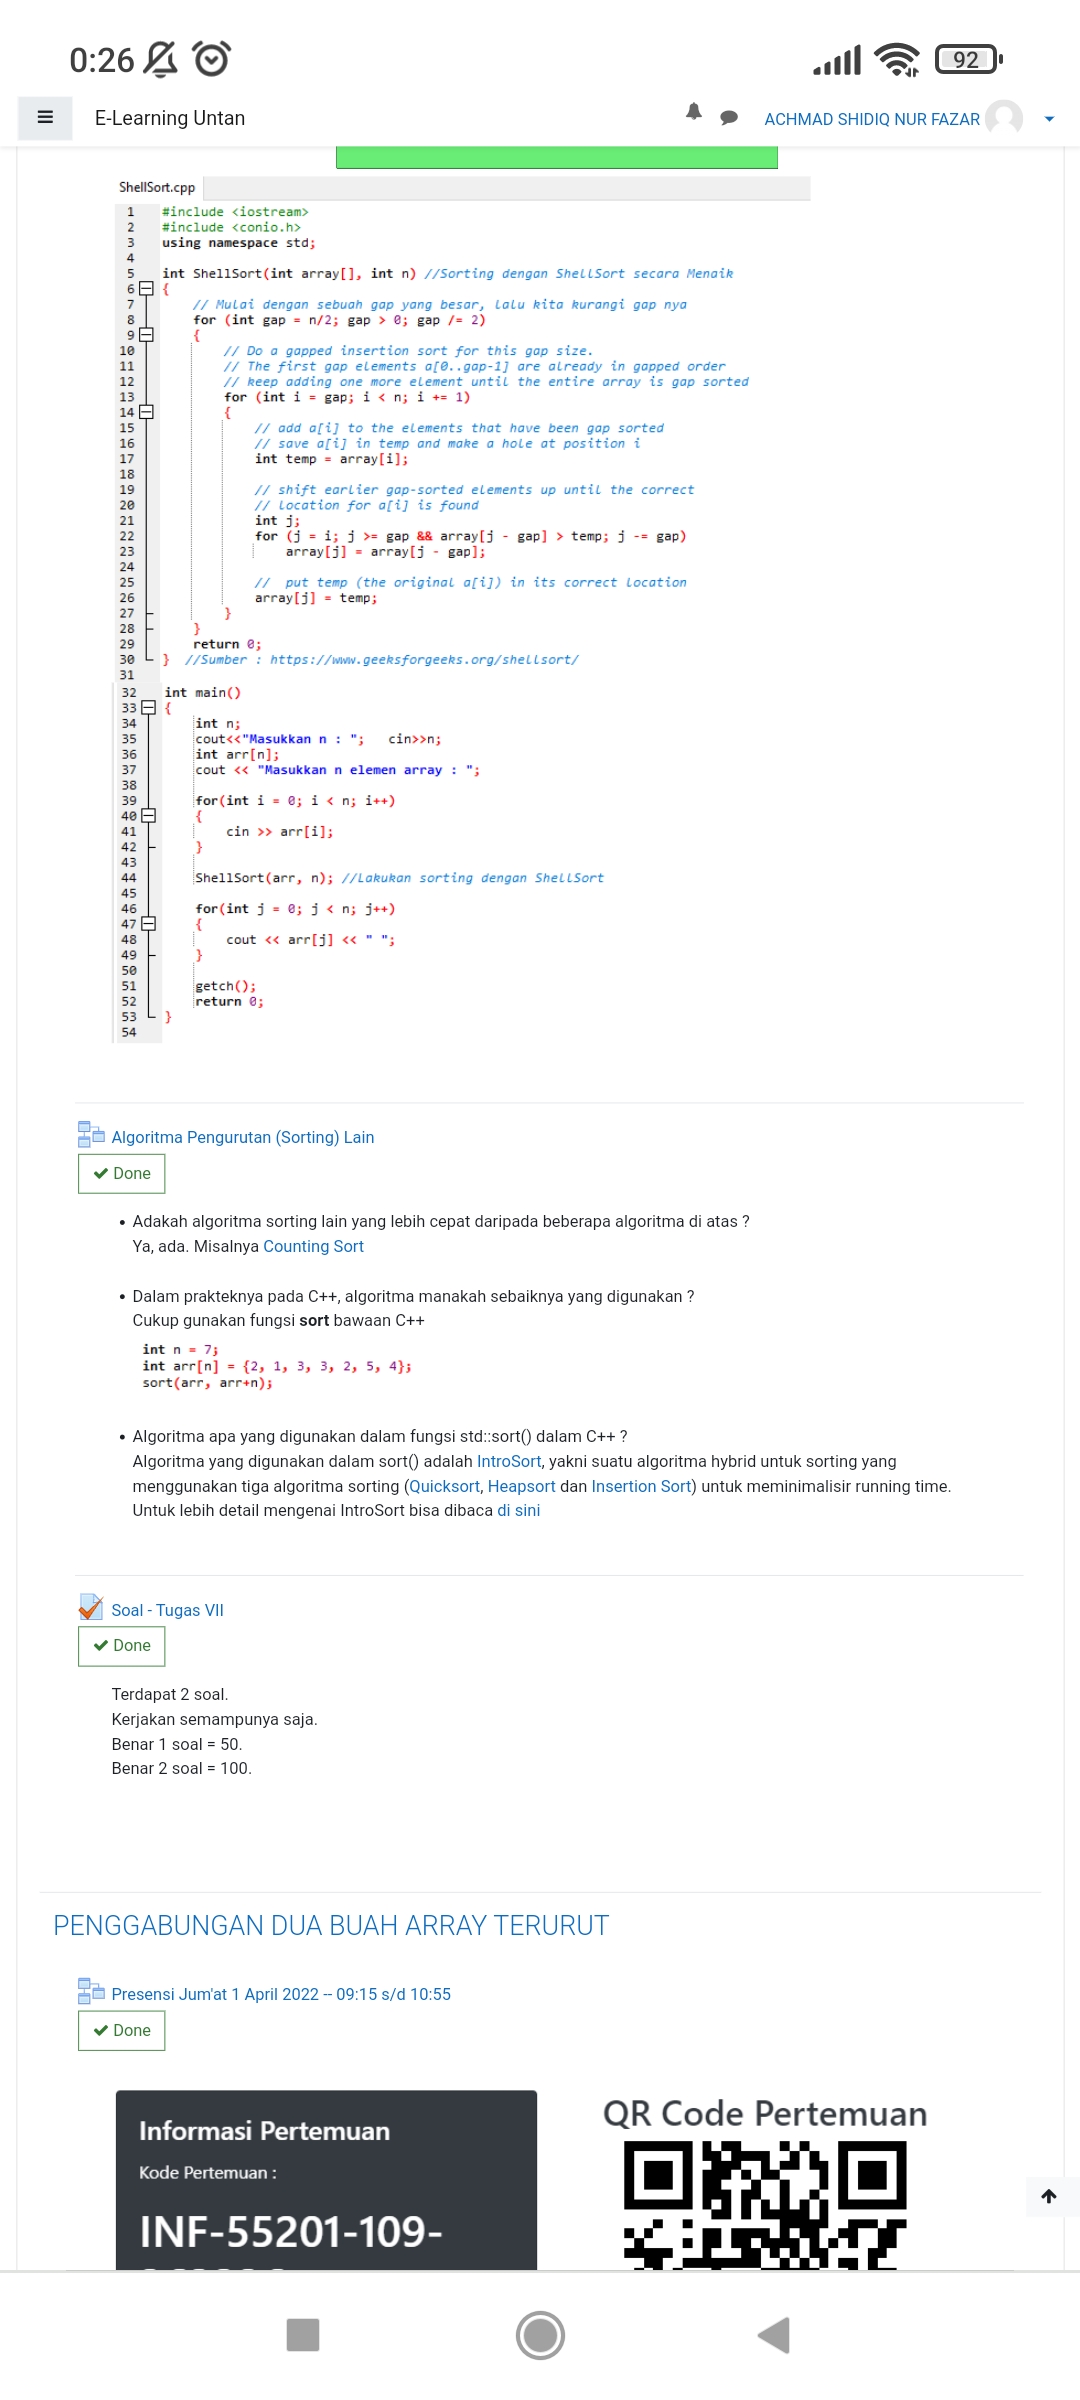 0:26
92
E-Learning Untan
ACHMAD SHIDIQ NUR FAZAR
ShellSort.cpp
1 #include <iostream>
2 #include <conio.h>
3 using namespace std;
4
5 int ShellSort(int array[], int n) //Sorting dengan ShellSort secara Menaik
6 {
7 // Mulai dengan sebuah gap yang besar, lalu kita kurangi gap nya
8 for (int gap = n/2; gap > 0; gap /= 2)
9 {
10 // Do a gapped insertion sort for this gap size.
11 // The first gap elements a[0..gap-1] are already in gapped order
12 // keep adding one more element until the entire array is gap sorted
13 for (int i = gap; i < n; i += 1)
14 {
15 // add a[i] to the elements that have been gap sorted
16 // save a[i] in temp and make a hole at position i
17 int temp = array[i];
18
19 // shift earlier gap-sorted elements up until the correct
20 // location for a[i] is found
21 int j;
22 for (j = i; j >= gap && array[j - gap] > temp; j -= gap)
23 array[j] = array[j - gap];
24
25 // put temp (the original a[i]) in its correct location
26 array[j] = temp;
27 }
28 }
29 return 0;
30 } //Sumber : https://www.geeksforgeeks.org/shellsort/
31
32 int main()
33 {
34 int n;
35 cout<<"Masukkan n : "; cin>>n;
36 int arr[n];
37 cout << "Masukkan n elemen array : ";
38
39 for(int i = 0; i < n; i++)
40 {
41 cin >> arr[i];
42 }
43
44 ShellSort(arr, n); //Lakukan sorting dengan ShellSort
45
46 for(int j = 0; j < n; j++)
47 {
48 cout << arr[j] << " ";
49 }
50
51 getch();
52 return 0;
53 }
54
Algoritma Pengurutan (Sorting) Lain
Done
• Adakah algoritma sorting lain yang lebih cepat daripada beberapa algoritma di atas ?
Ya, ada. Misalnya Counting Sort
• Dalam prakteknya pada C++, algoritma manakah sebaiknya yang digunakan ?
Cukup gunakan fungsi sort bawaan C++
int n = 7;
int arr[n] = {2, 1, 3, 3, 2, 5, 4};
sort(arr, arr+n);
• Algoritma apa yang digunakan dalam fungsi std::sort() dalam C++ ?
Algoritma yang digunakan dalam sort() adalah IntroSort, yakni suatu algoritma hybrid untuk sorting yang
menggunakan tiga algoritma sorting (Quicksort, Heapsort dan Insertion Sort) untuk meminimalisir running time.
Untuk lebih detail mengenai IntroSort bisa dibaca di sini
Soal - Tugas VII
Done
Terdapat 2 soal.
Kerjakan semampunya saja.
Benar 1 soal = 50.
Benar 2 soal = 100.
PENGGABUNGAN DUA BUAH ARRAY TERURUT
Presensi Jum'at 1 April 2022 -- 09:15 s/d 10:55
Done
Informasi Pertemuan
Kode Pertemuan :
INF-55201-109-
QR Code Pertemuan